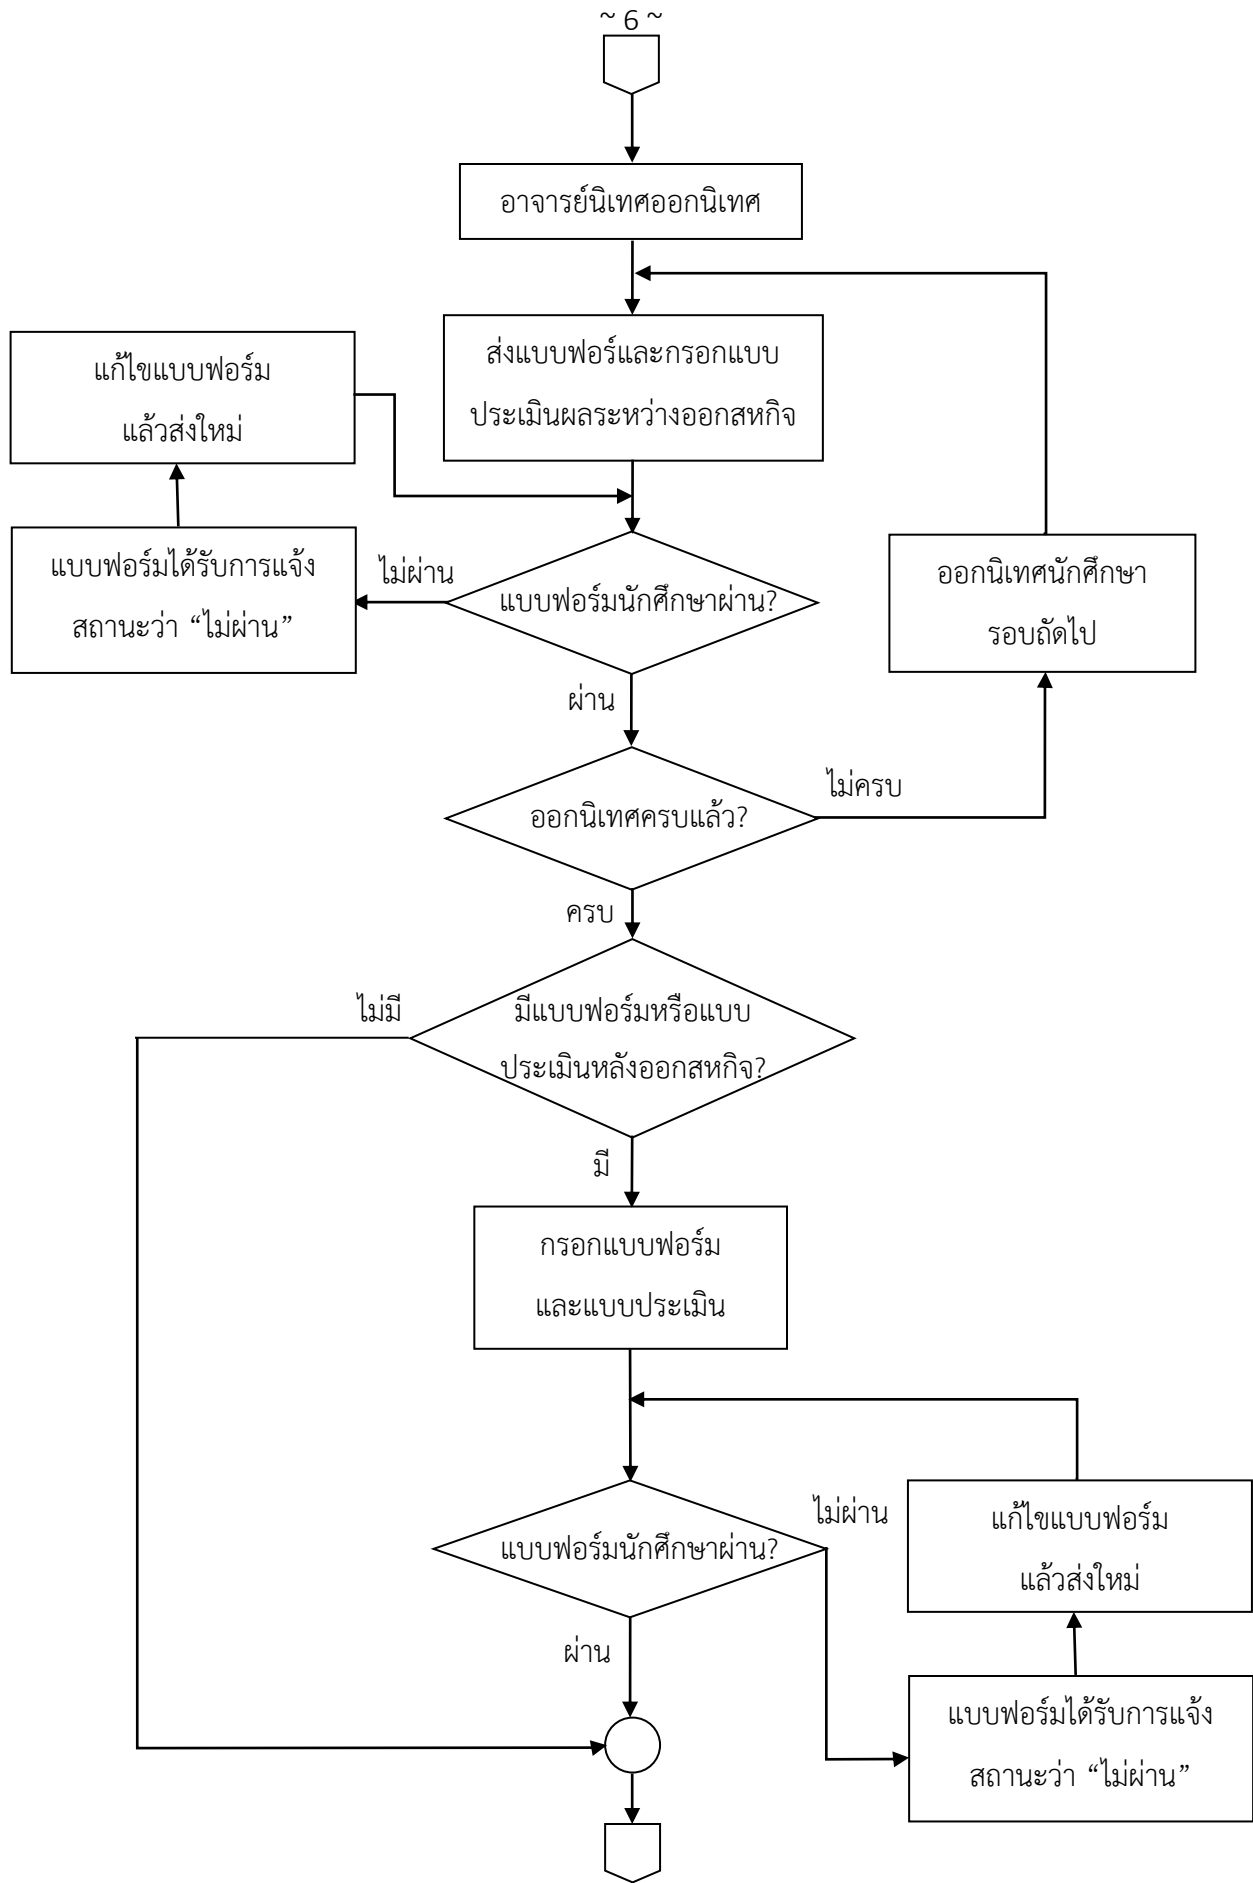 ~ 6 ~
อาจารย์นิเทศออกนิเทศ
ส่งแบบฟอร์และกรอกแบบ
ประเมินผลระหว่างออกสหกิจ
แก้ไขแบบฟอร์ม
แล้วส่งใหม่
แบบฟอร์มได้รับการแจ้ง
สถานะว่า “ไม่ผ่าน”
ไม่ผ่าน
แบบฟอร์มนักศึกษาผ่าน?
ออกนิเทศนักศึกษา
รอบถัดไป
ผ่าน
ออกนิเทศครบแล้ว?
ไม่ครบ
ครบ
ไม่มี
มีแบบฟอร์มหรือแบบ
ประเมินหลังออกสหกิจ?
มี
กรอกแบบฟอร์ม
และแบบประเมิน
แบบฟอร์มนักศึกษาผ่าน?
ไม่ผ่าน
แก้ไขแบบฟอร์ม
แล้วส่งใหม่
ผ่าน
แบบฟอร์มได้รับการแจ้ง
สถานะว่า “ไม่ผ่าน”